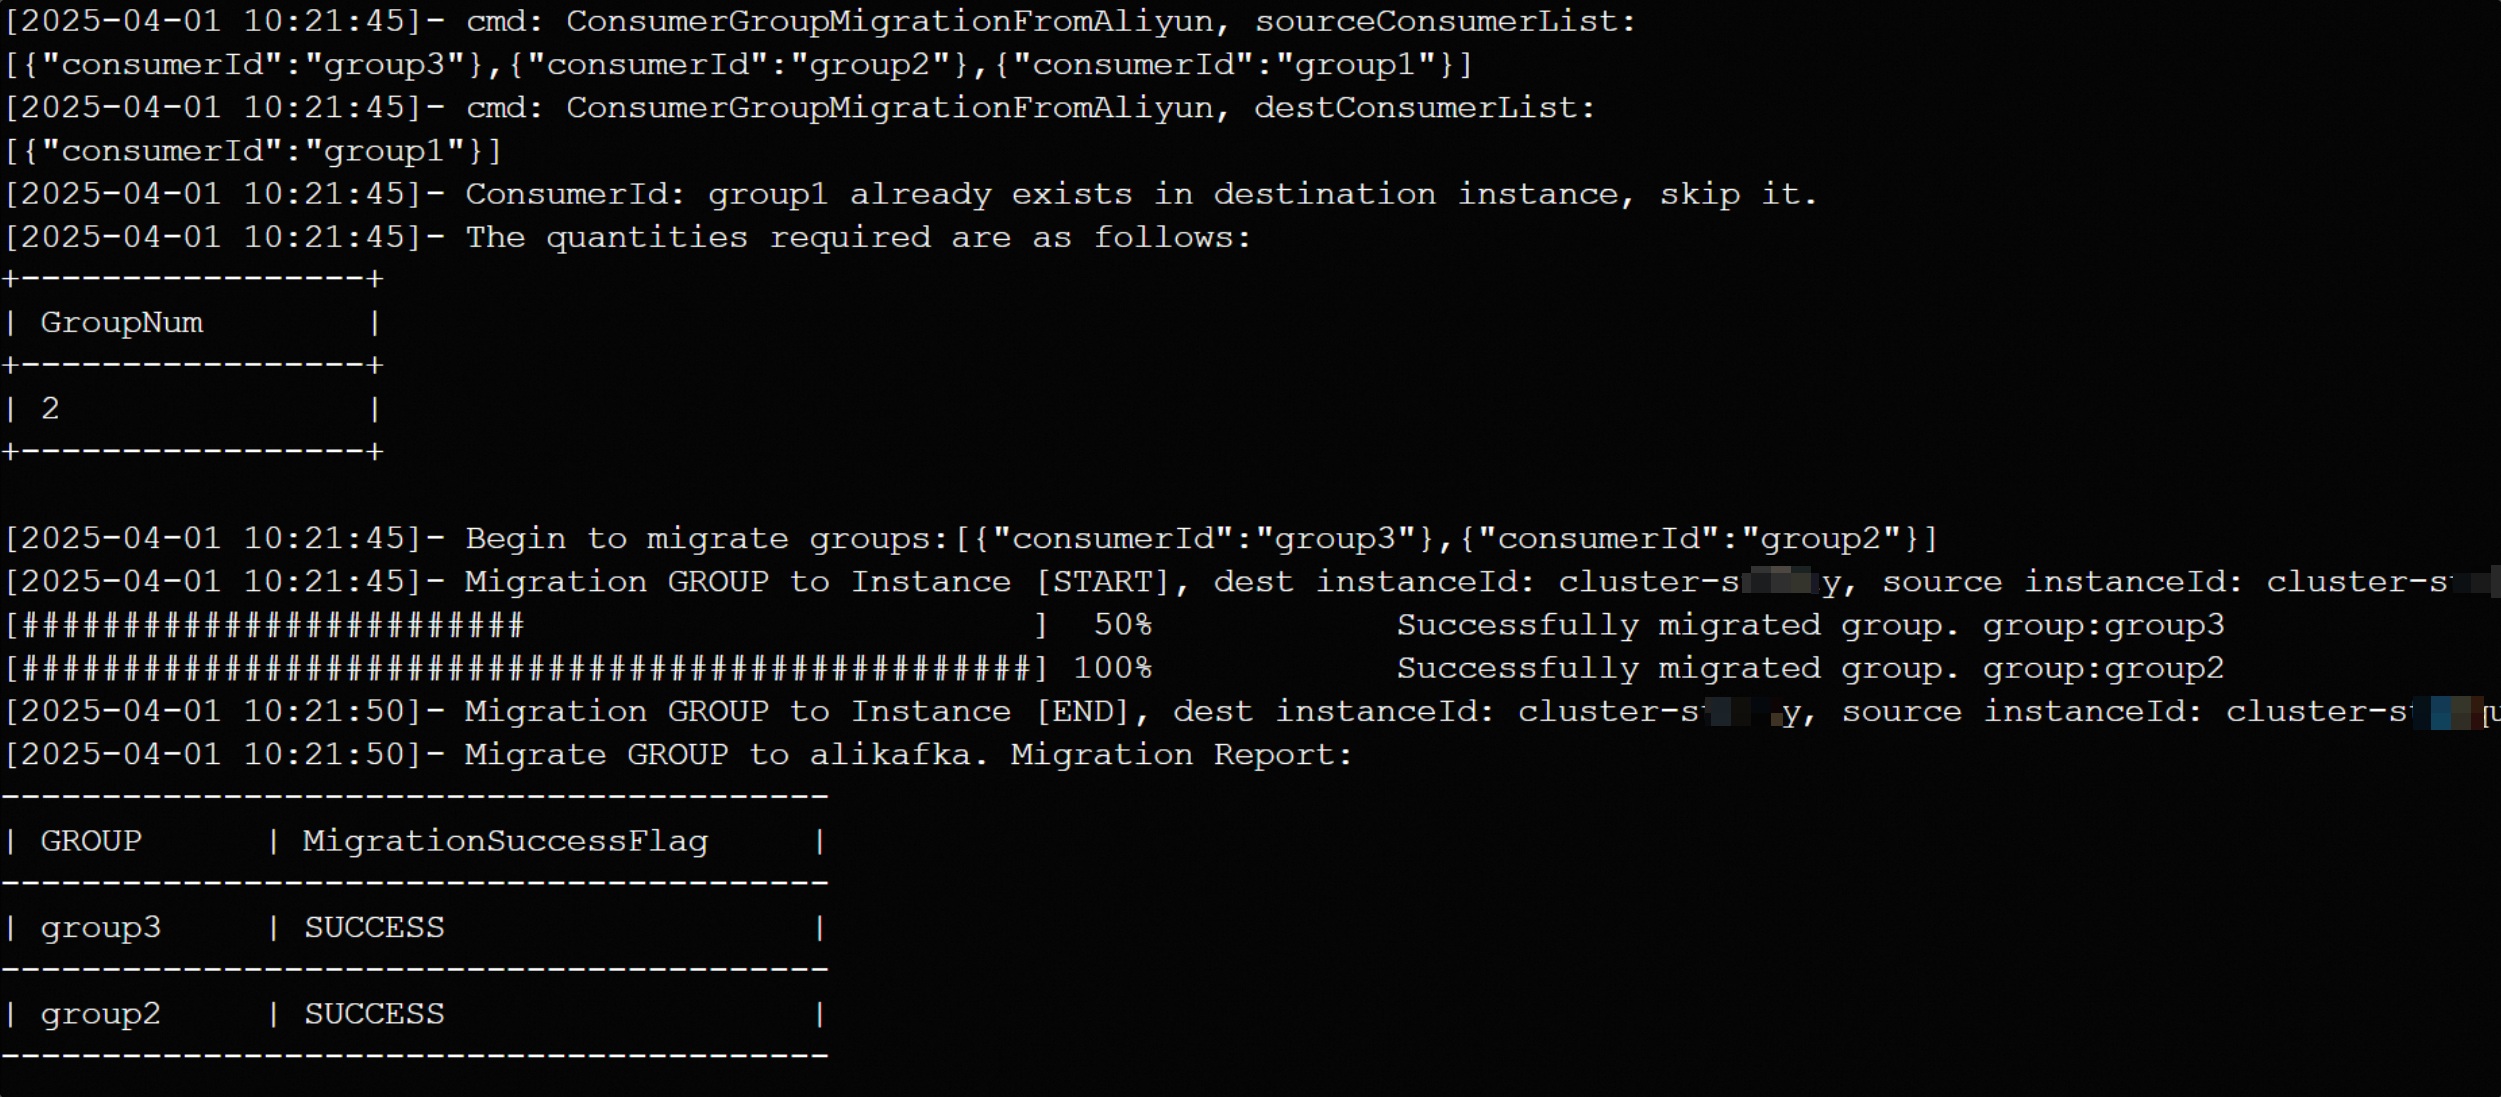 [2025-04-01 10:21:45]- cmd: ConsumerGroupMigrationFromAliyun, sourceConsumerList:
[{"consumerId":"group3"},{"consumerId":"group2"},{"consumerId":"group1"}]
[2025-04-01 10:21:45]- cmd: ConsumerGroupMigrationFromAliyun, destConsumerList:
[{"consumerId":"group1"}]
[2025-04-01 10:21:45]- ConsumerId: group1 already exists in destination instance, skip it.
[2025-04-01 10:21:45]- The quantities required are as follows:
+-----------------+
| GroupNum        |
+-----------------+
| 2               |
+-----------------+
[2025-04-01 10:21:45]- Begin to migrate groups:[{"consumerId":"group3"},{"consumerId":"group2"}]
[2025-04-01 10:21:45]- Migration GROUP to Instance [START], dest instanceId: source instanceId:
[#########################                         ]  50%            Successfully migrated group. group:group3
[##################################################] 100%            Successfully migrated group. group:group2
[2025-04-01 10:21:50]- Migration GROUP to Instance [END], dest instanceId: source instanceId:
[2025-04-01 10:21:50]- Migrate GROUP to alikafka. Migration Report:
-----------------------------------------
| GROUP      | MigrationSuccessFlag     |
-----------------------------------------
| group3     | SUCCESS                  |
-----------------------------------------
| group2     | SUCCESS                  |
-----------------------------------------